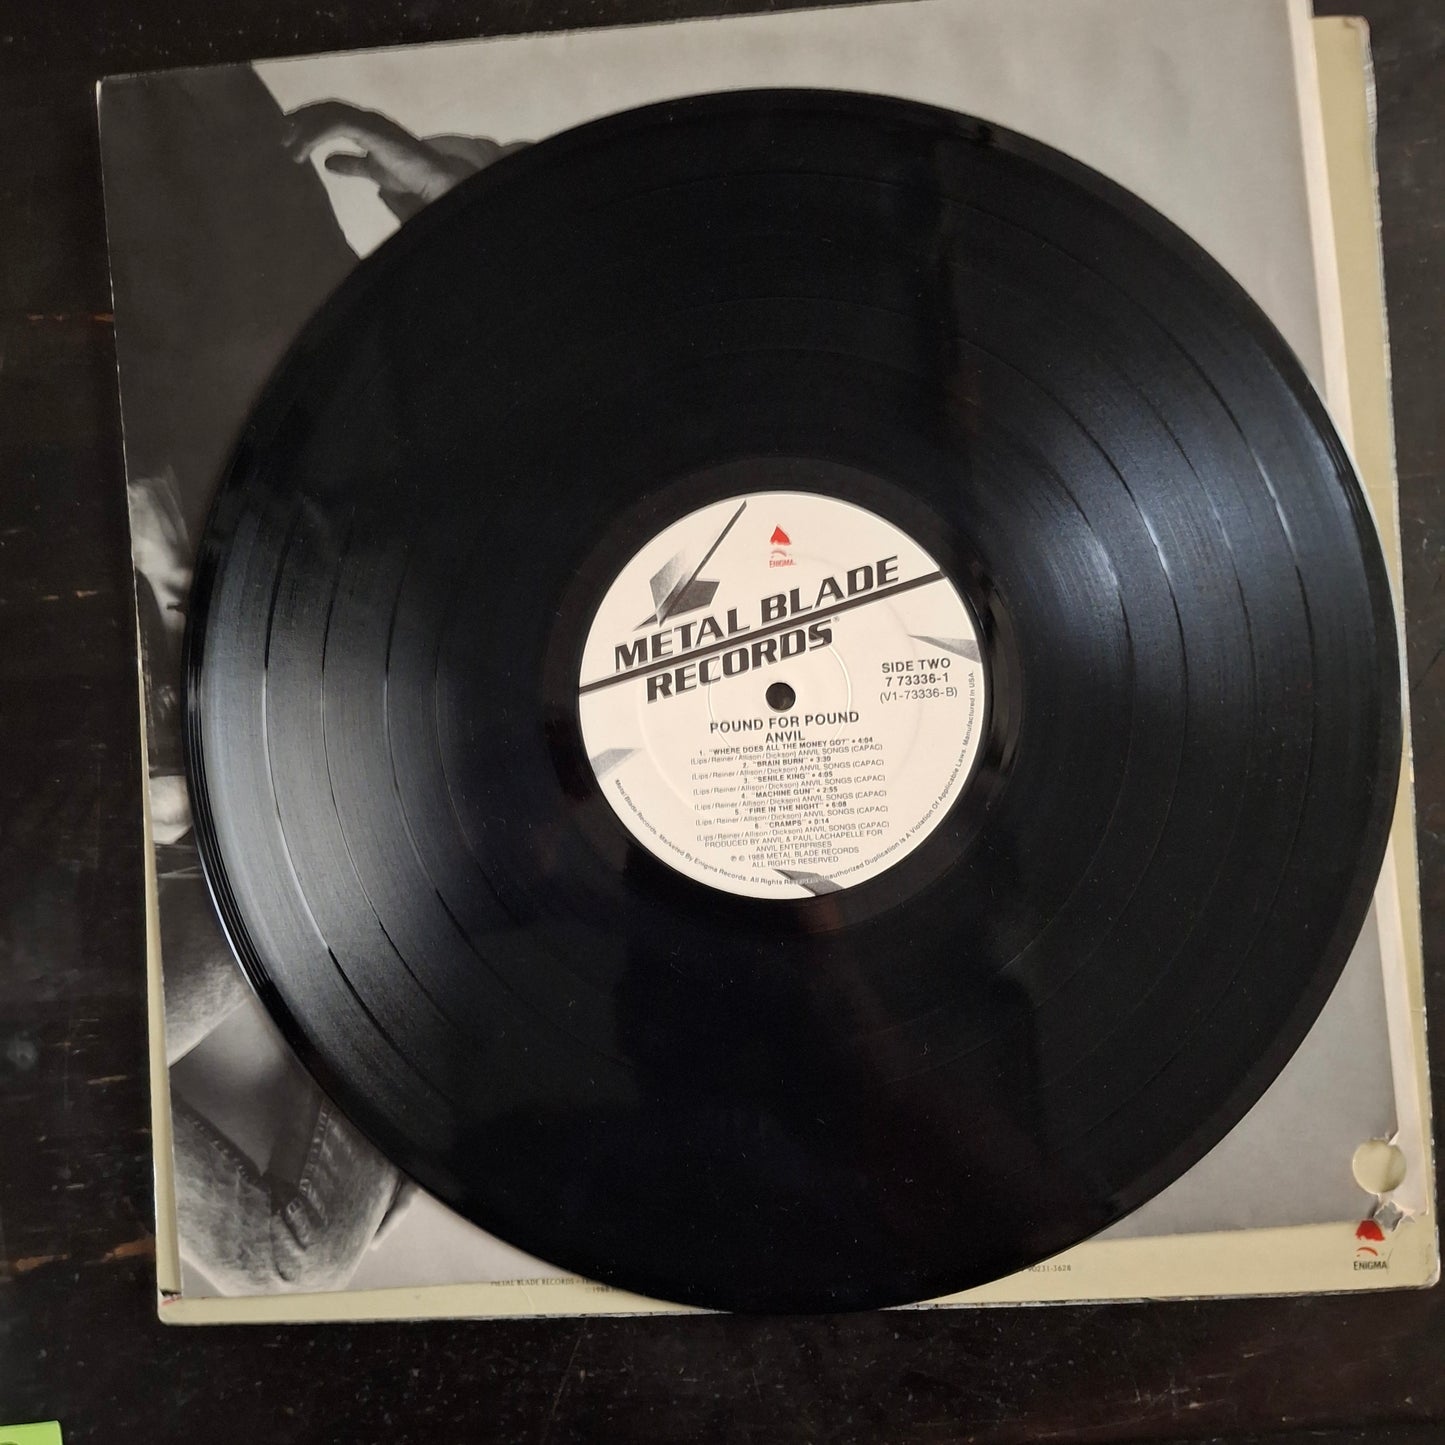 ENIGMA
METAL BLADE
RECORDS®
SIDE TWO
7 73336-1
(V1-73336-B)
POUND FOR POUND
ANVIL
1. "WHERE DOES ALL THE MONEY GO?" • 4:04
(Lips/Reiner/Allison/Dickson) ANVIL SONGS (CAPAC)
2. "BRAIN BURN" • 3:30
(Lips/Reiner/Allison/Dickson) ANVIL SONGS (CAPAC)
3. "SENILE KING" • 4:05
(Lips/Reiner/Allison/Dickson) ANVIL SONGS (CAPAC)
4. "MACHINE GUN" • 2:55
(Lips/Reiner/Allison/Dickson) ANVIL SONGS (CAPAC)
5. "FIRE IN THE NIGHT" • 6:08
(Lips/Reiner/Allison/Dickson) ANVIL SONGS (CAPAC)
6. "CRAMPS" • 0:14
(Lips/Reiner/Allison/Dickson) ANVIL SONGS (CAPAC)
PRODUCED BY ANVIL & PAUL LACHAPELLE FOR
ANVIL ENTERPRISES
℗ © 1988 METAL BLADE RECORDS
ALL RIGHTS RESERVED
Metal Blade Records. Marketed By Enigma Records. All Rights Reserved. Unauthorized Duplication Is A Violation Of Applicable Laws. Manufactured In USA.
METAL BLADE RECORDS
90231-3628
ENIGMA